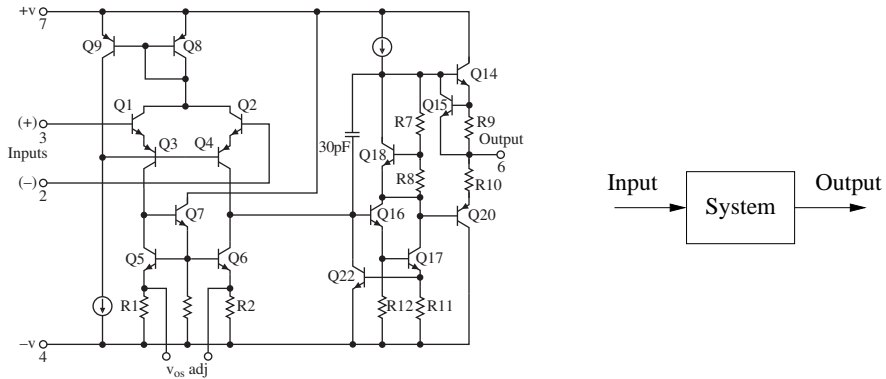 +v
7
Q9
Q8
Q14
Q1
Q2
Q15
R9
(+)
3
Q3
Q4
R7
Output
6
Inputs
30pF
Q18
(–)
2
R8
R10
Q7
Q16
Q20
Q5
Q6
Q17
Q22
R1
R2
R12
R11
–v
4
vos adj
Input
System
Output